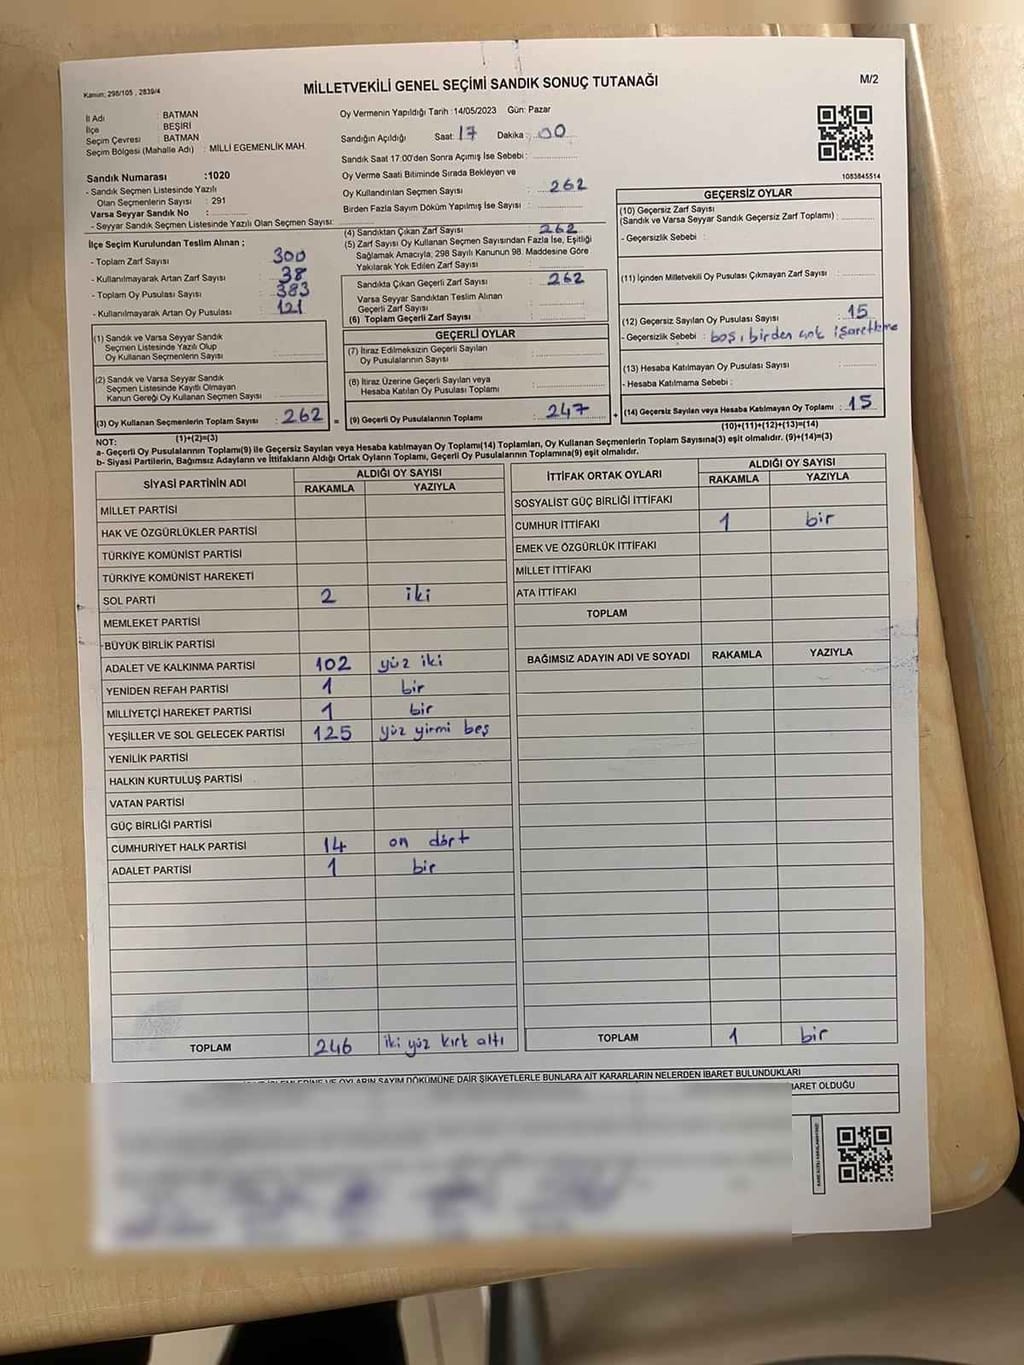 Kanun; 298/105 , 2839/4
MİLLETVEKİLİ GENEL SEÇİMİ SANDIK SONUÇ TUTANAĞI
M/2
İl Adı : BATMAN
İlçe : BEŞİRİ
Seçim Çevresi : BATMAN
Seçim Bölgesi (Mahalle Adı) : MİLLİ EGEMENLİK MAH.
Oy Vermenin Yapıldığı Tarih : 14/05/2023 Gün: Pazar
Sandığın Açıldığı Saat: 17 Dakika : 00
Sandık Saat 17:00'den Sonra Açımış İse Sebebi :
Oy Verme Saati Bitiminde Sırada Bekleyen ve
Oy Kullandırılan Seçmen Sayısı : 262
Birden Fazla Sayım Döküm Yapılmış İse Sayısı :
1083845514
Sandık Numarası :1020
- Sandık Seçmen Listesinde Yazılı
Olan Seçmenlerin Sayısı : 291
Varsa Seyyar Sandık No :
- Seyyar Sandık Seçmen Listesinde Yazılı Olan Seçmen Sayısı:
İlçe Seçim Kurulundan Teslim Alınan ;
- Toplam Zarf Sayısı : 300
- Kullanılmayarak Artan Zarf Sayısı : 38
- Toplam Oy Pusulası Sayısı : 383
- Kullanılmayarak Artan Oy Pusulası : 121
(1) Sandık ve Varsa Seyyar Sandık
Seçmen Listesinde Yazılı Olup
Oy Kullanan Seçmenlerin Sayısı :
(2) Sandık ve Varsa Seyyar Sandık
Seçmen Listesinde Kayıtlı Olmayan
Kanun Gereği Oy Kullanan Seçmen Sayısı :
(3) Oy Kullanan Seçmenlerin Toplam Sayısı : 262 =
(1)+(2)=(3)
(4) Sandıktan Çıkan Zarf Sayısı : 262
(5) Zarf Sayısı Oy Kullanan Seçmen Sayısından Fazla İse, Eşitliği
Sağlamak Amacıyla, 298 Sayılı Kanunun 98. Maddesine Göre
Yakılarak Yok Edilen Zarf Sayısı :
Sandıkta Çıkan Geçerli Zarf Sayısı : 262
Varsa Seyyar Sandıktan Teslim Alınan
Geçerli Zarf Sayısı :
(6) Toplam Geçerli Zarf Sayısı :
GEÇERLİ OYLAR
(7) İtiraz Edilmeksizin Geçerli Sayılan
Oy Pusulalarının Sayısı :
(8) İtiraz Üzerine Geçerli Sayılan veya
Hesaba Katılan Oy Pusulası Toplamı :
(9) Geçerli Oy Pusulalarının Toplamı : 247 +
GEÇERSİZ OYLAR
(10) Geçersiz Zarf Sayısı
(Sandık ve Varsa Seyyar Sandık Geçersiz Zarf Toplamı) :
- Geçersizlik Sebebi :
(11) İçinden Milletvekili Oy Pusulası Çıkmayan Zarf Sayısı :
(12) Geçersiz Sayılan Oy Pusulası Sayısı : 15
- Geçersizlik Sebebi : boş, birden çok işaretleme
(13) Hesaba Katılmayan Oy Pusulası Sayısı :
- Hesaba Katılmama Sebebi :
(14) Geçersiz Sayılan veya Hesaba Katılmayan Oy Toplamı : 15
(10)+(11)+(12)+(13)=(14)
NOT:
a- Geçerli Oy Pusulalarının Toplamı(9) ile Geçersiz Sayılan veya Hesaba katılmayan Oy Toplamı(14) Toplamları, Oy Kullanan Seçmenlerin Toplam Sayısına(3) eşit olmalıdır. (9)+(14)=(3)
b- Siyasi Partilerin, Bağımsız Adayların ve İttifakların Aldığı Ortak Oyların Toplamı, Geçerli Oy Pusulalarının Toplamına(9) eşit olmalıdır.
SİYASİ PARTİNİN ADI ALDIĞI OY SAYISI
RAKAMLA YAZIYLA
MİLLET PARTİSİ
HAK VE ÖZGÜRLÜKLER PARTİSİ
TÜRKİYE KOMÜNİST PARTİSİ
TÜRKİYE KOMÜNİST HAREKETİ
SOL PARTİ 2 iki
MEMLEKET PARTİSİ
BÜYÜK BİRLİK PARTİSİ
ADALET VE KALKINMA PARTİSİ 102 yüz iki
YENİDEN REFAH PARTİSİ 1 bir
MİLLİYETÇİ HAREKET PARTİSİ 1 bir
YEŞİLLER VE SOL GELECEK PARTİSİ 125 yüz yirmi beş
YENİLİK PARTİSİ
HALKIN KURTULUŞ PARTİSİ
VATAN PARTİSİ
GÜÇ BİRLİĞİ PARTİSİ
CUMHURİYET HALK PARTİSİ 14 on dört
ADALET PARTİSİ 1 bir
TOPLAM 246 iki yüz kırk altı
İTTİFAK ORTAK OYLARI ALDIĞI OY SAYISI
RAKAMLA YAZIYLA
SOSYALİST GÜÇ BİRLİĞİ İTTİFAKI
CUMHUR İTTİFAKI 1 bir
EMEK VE ÖZGÜRLÜK İTTİFAKI
MİLLET İTTİFAKI
ATA İTTİFAKI
TOPLAM
BAĞIMSIZ ADAYIN ADI VE SOYADI RAKAMLA YAZIYLA
TOPLAM 1 bir
OYLARIN SAYIM DÖKÜMÜNE DAİR ŞİKAYETLERLE BUNLARA AİT KARARLARIN NELERDEN İBARET BULUNDUKLARI
İBARET OLDUĞU